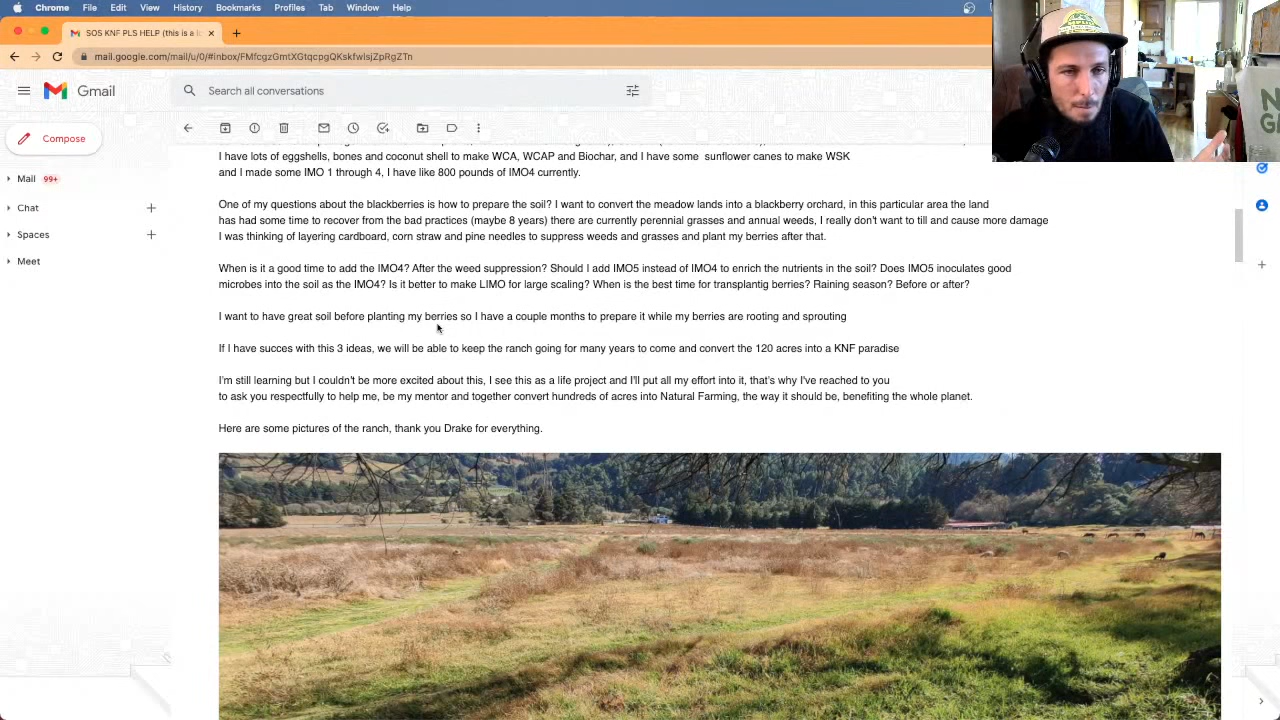 Chrome File Edit View History Bookmarks Profiles Tab Window Help
SOS KNF PLS HELP (this is a l
mail.google.com/mail/u/0/#inbox/FMfcgzGmtXGtqcpgQKskfwlsjZpRgZTn
Gmail
Search all conversations
Compose
Mail 99+
Chat
Spaces
Meet
I have lots of eggshells, bones and coconut shell to make WCA, WCAP and Biochar, and I have some sunflower canes to make WSK
and I made some IMO 1 through 4, I have like 800 pounds of IMO4 currently.
One of my questions about the blackberries is how to prepare the soil? I want to convert the meadow lands into a blackberry orchard, in this particular area the land
has had some time to recover from the bad practices (maybe 8 years) there are currently perennial grasses and annual weeds, I really don't want to till and cause more damage
I was thinking of layering cardboard, corn straw and pine needles to suppress weeds and grasses and plant my berries after that.
When is it a good time to add the IMO4? After the weed suppression? Should I add IMO5 instead of IMO4 to enrich the nutrients in the soil? Does IMO5 inoculates good
microbes into the soil as the IMO4? Is it better to make LIMO for large scaling? When is the best time for transplantig berries? Raining season? Before or after?
I want to have great soil before planting my berries so I have a couple months to prepare it while my berries are rooting and sprouting
If I have succes with this 3 ideas, we will be able to keep the ranch going for many years to come and convert the 120 acres into a KNF paradise
I'm still learning but I couldn't be more excited about this, I see this as a life project and I'll put all my effort into it, that's why I've reached to you
to ask you respectfully to help me, be my mentor and together convert hundreds of acres into Natural Farming, the way it should be, benefiting the whole planet.
Here are some pictures of the ranch, thank you Drake for everything.